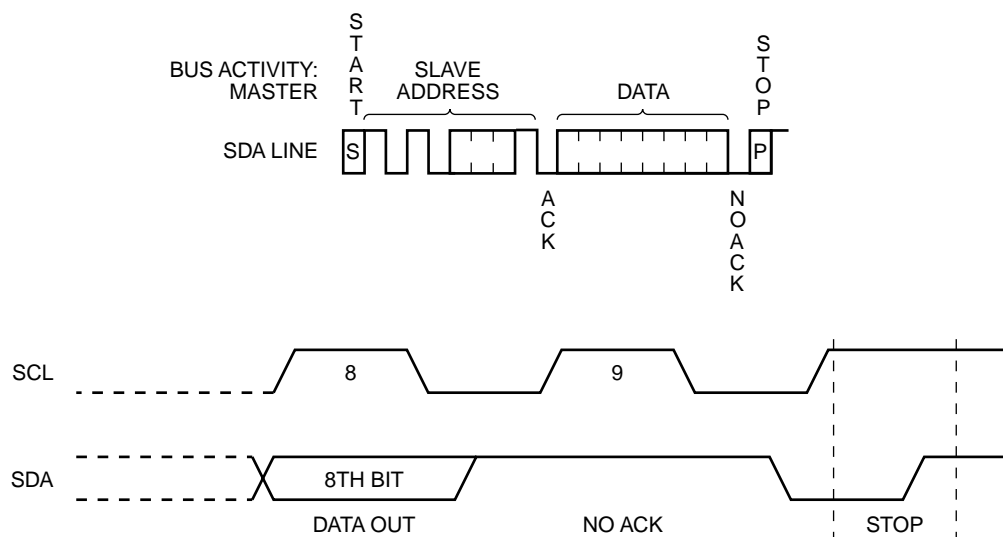 START
BUS ACTIVITY:
MASTER
SLAVE
ADDRESS
DATA
STOP
SDA LINE
S
P
ACK
NO ACK
SCL
8
9
SDA
8TH BIT
DATA OUT
NO ACK
STOP